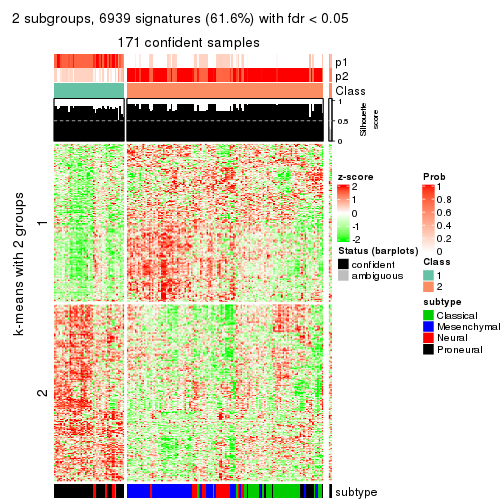 2 subgroups, 6939 signatures (61.6%) with fdr < 0.05
171 confident samples
p1
p2
Class
1
0.5
0
Silhouette
score
k-means with 2 groups
1
2
z-score
2
1
0
-1
-2
Status (barplots)
confident
ambiguous
Prob
1
0.8
0.6
0.4
0.2
0
Class
1
2
subtype
Classical
Mesenchymal
Neural
Proneural
subtype